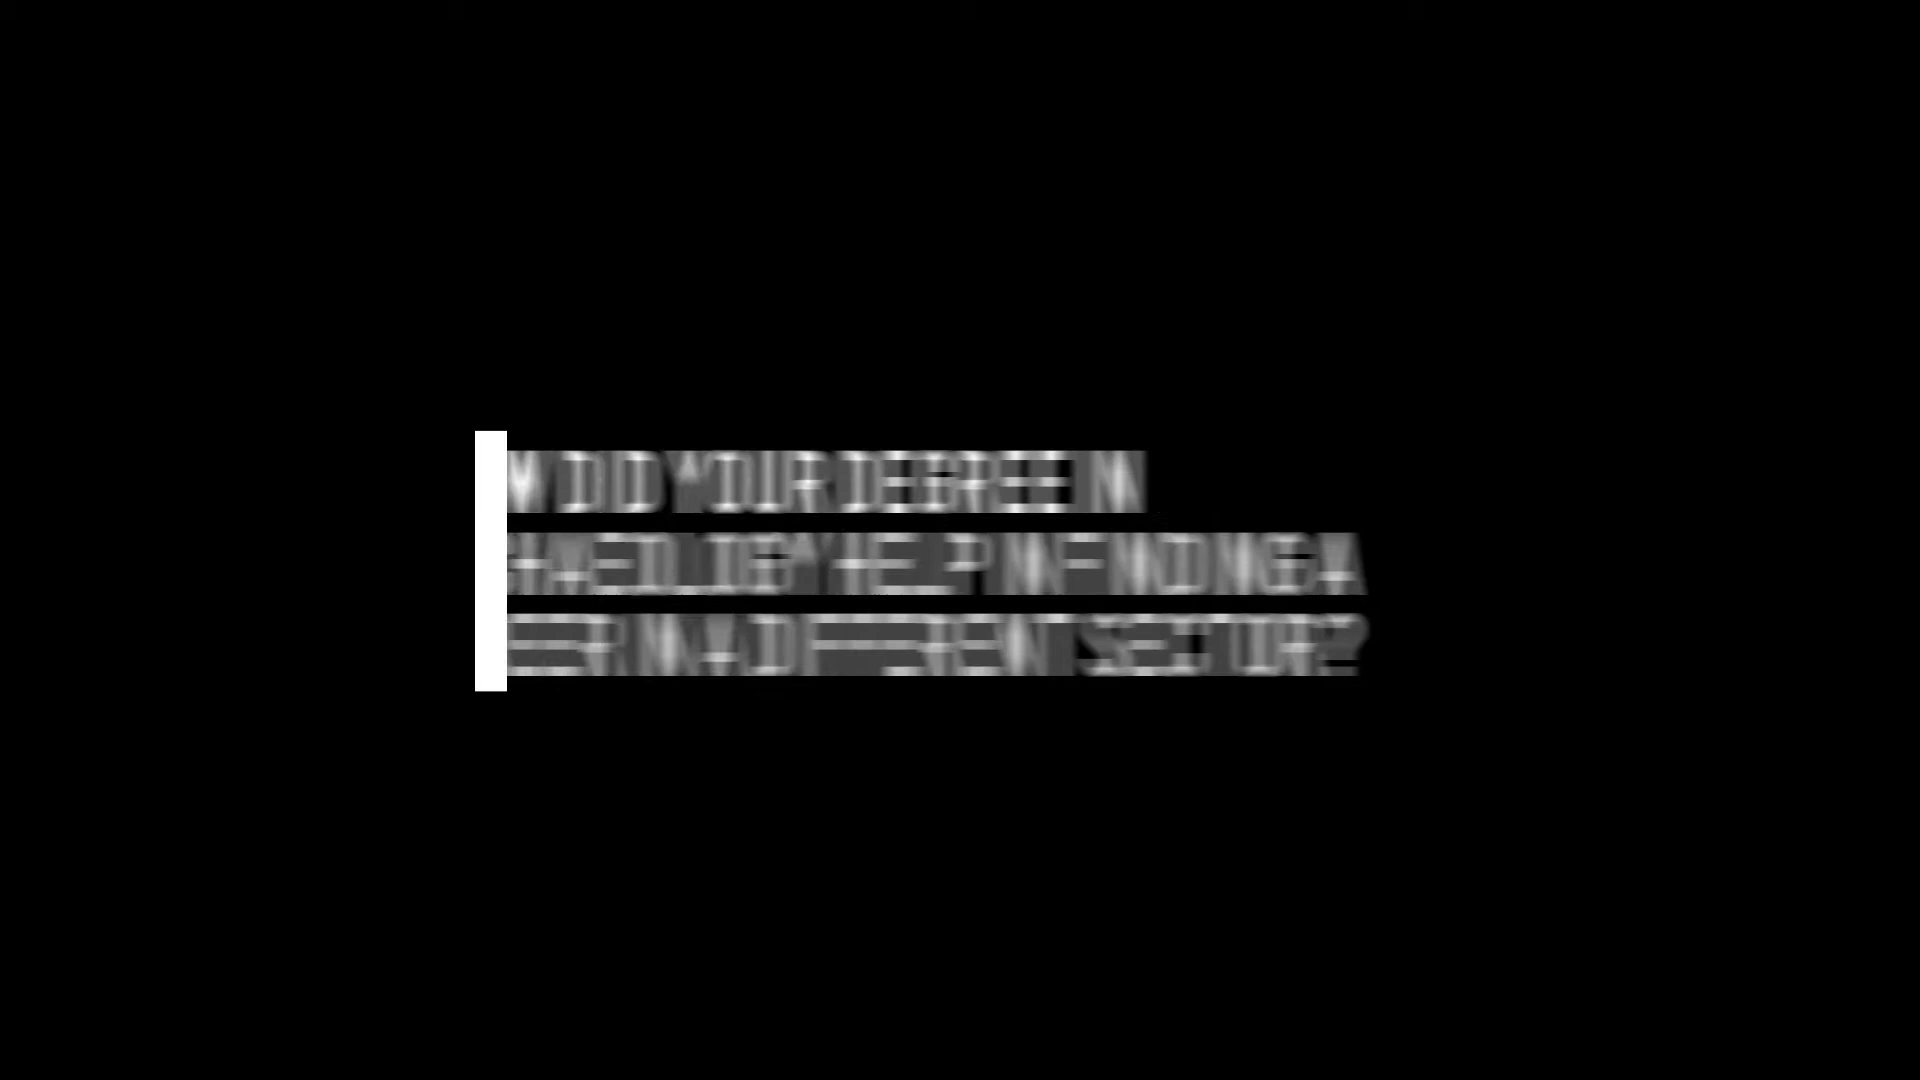 DID YOUR DEGREE IN
HELP IN FINDING A
IN A DIFFERENT SECTOR?